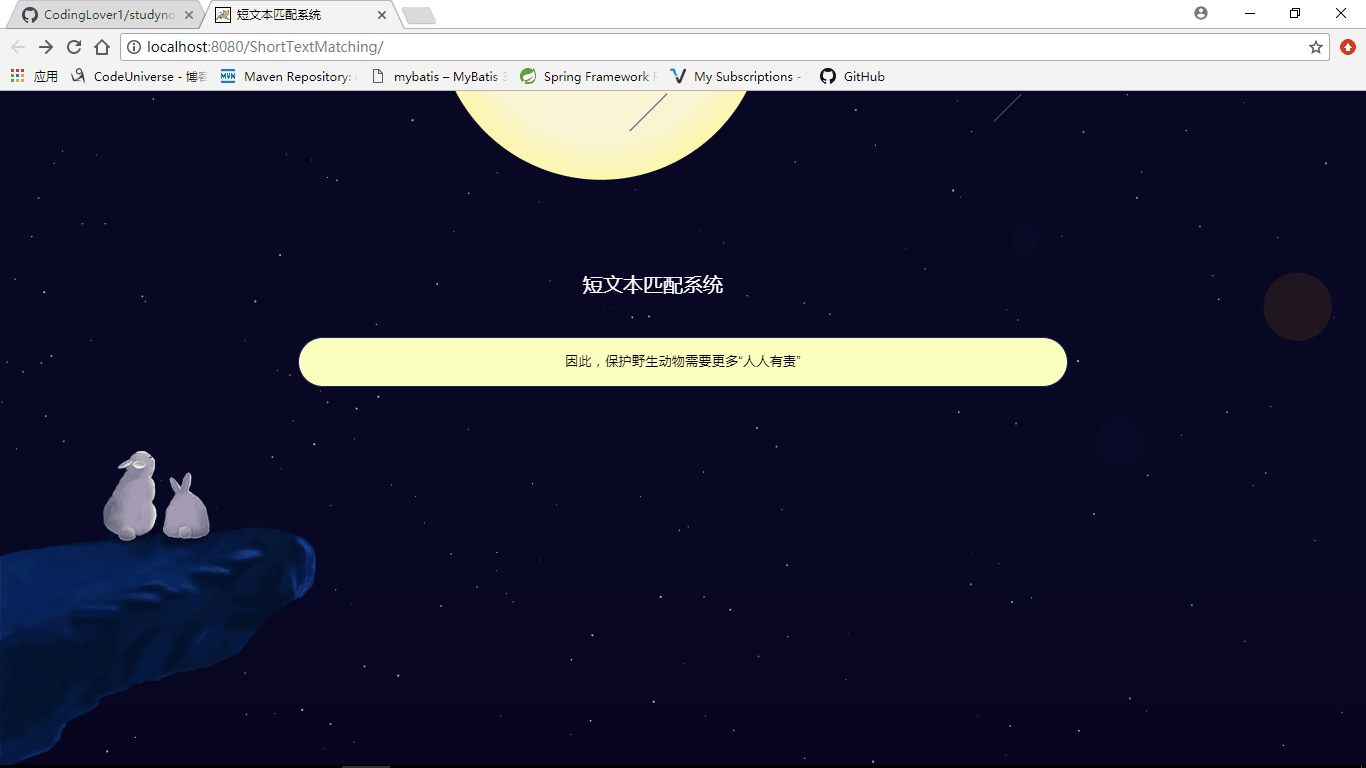 CodingLover1/studyno
短文本匹配系统
localhost:8080/ShortTextMatching/
应用
CodeUniverse - 博客
MVN
Maven Repository:
mybatis – MyBatis 3
Spring Framework
My Subscriptions -
GitHub
短文本匹配系统
因此，保护野生动物需要更多“人人有责”